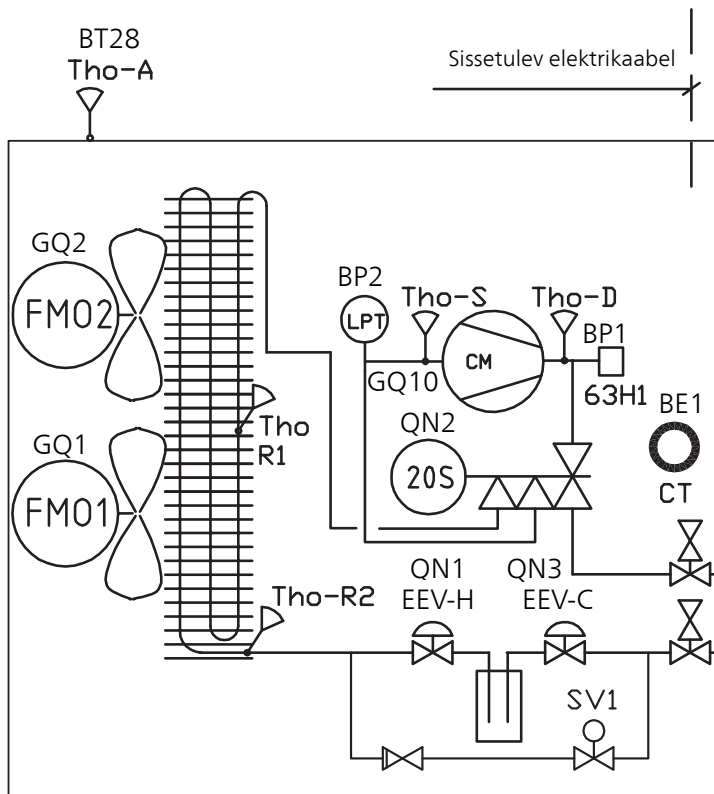 BT28
Tho-A
Sissetulev elektrikaabel
GQ2
FM02
BP2
LPT
Tho-S
Tho-D
BP1
CM
GQ10
63H1
QN2
BE1
20S
CT
Tho
R1
GQ1
FM01
Tho-R2
QN1
EEV-H
QN3
EEV-C
SV1